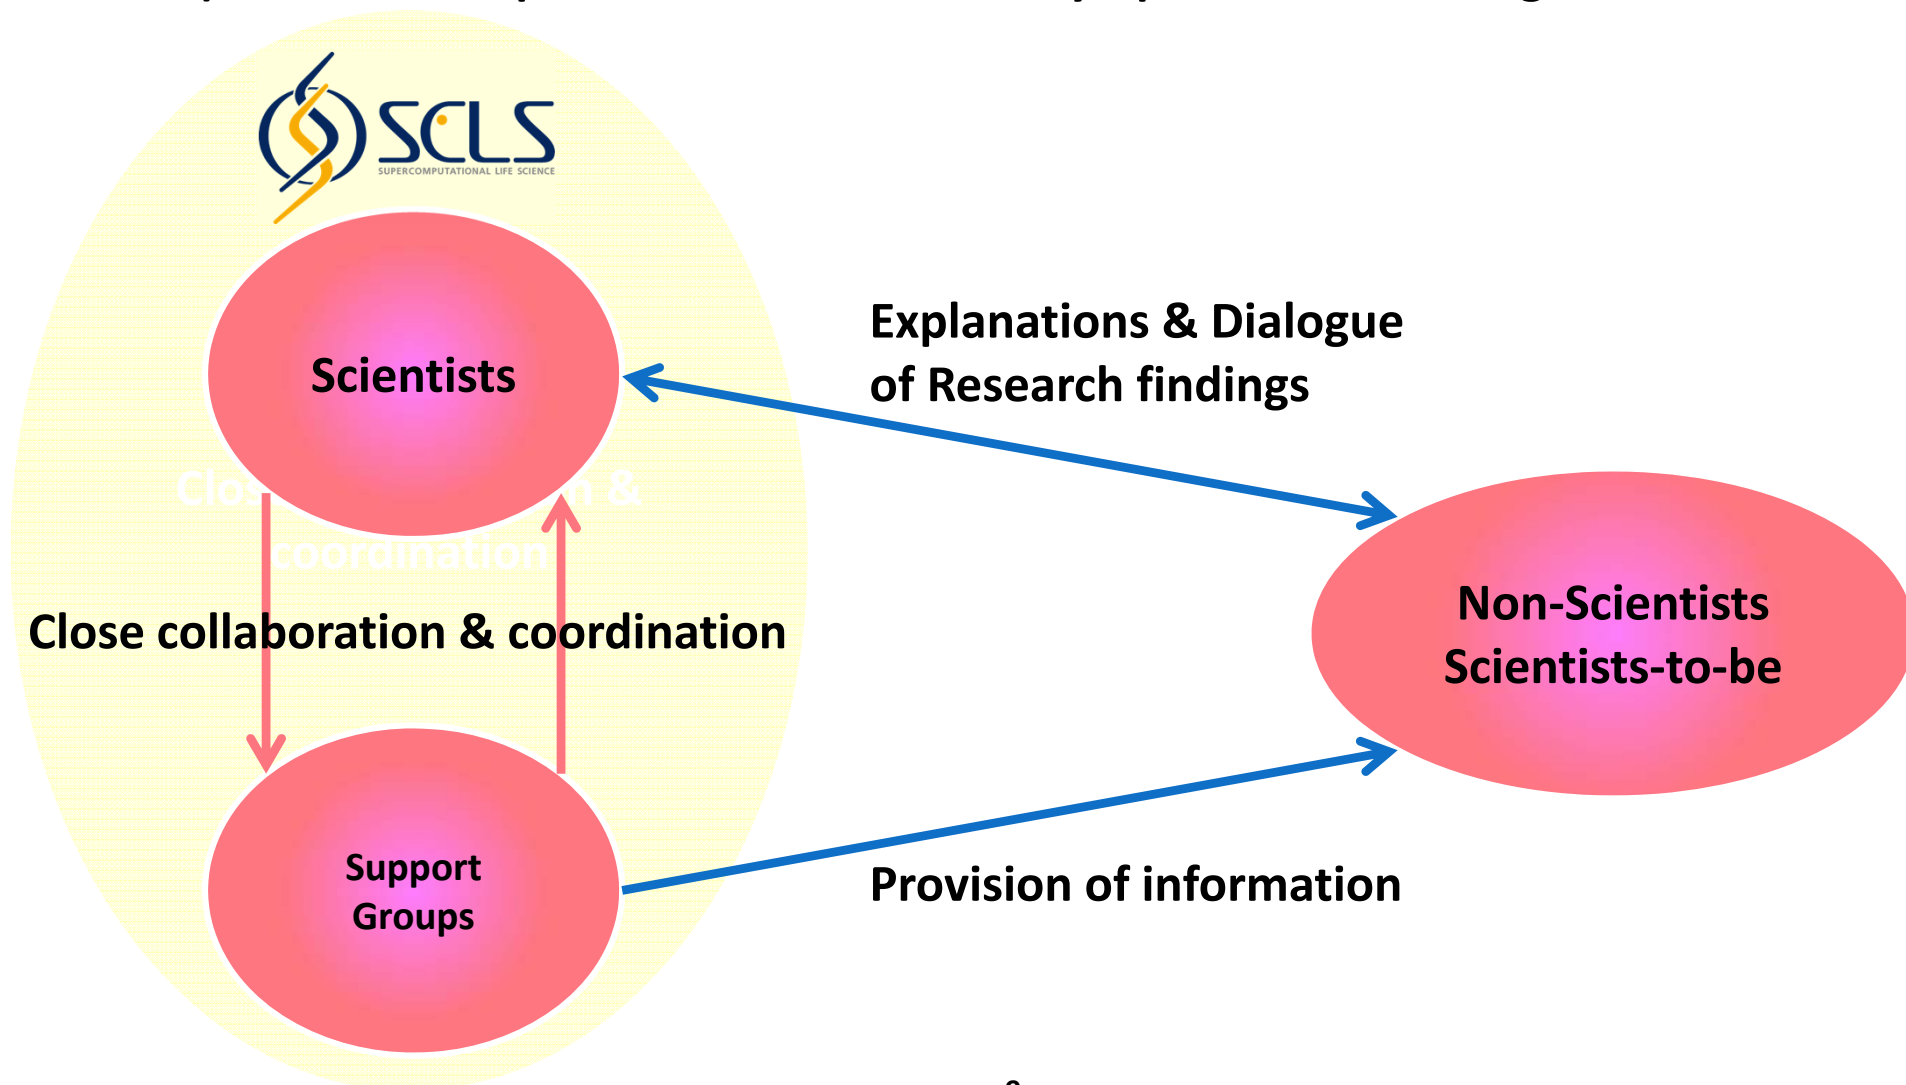 SCLS
SUPERCOMPUTATIONAL LIFE SCIENCE
Scientists
Explanations & Dialogue
of Research findings
&
coordination
Close collaboration & coordination
Non-Scientists
Scientists-to-be
Support
Groups
Provision of information